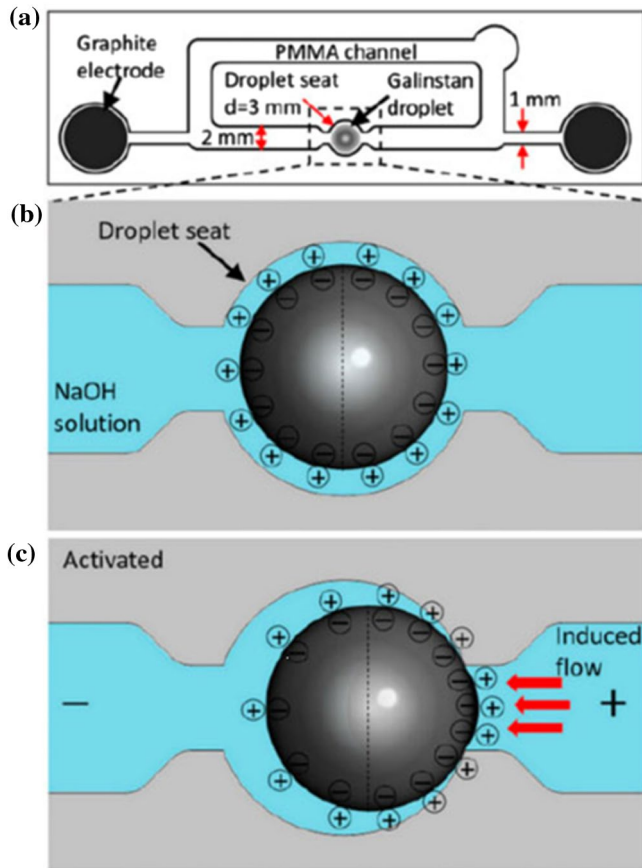 (a)
Graphite
electrode
PMMA channel
Droplet seat
d=3 mm
Galinstan
droplet
1 mm
2 mm
(b)
Droplet seat
NaOH
solution
(c)
Activated
Induced
flow